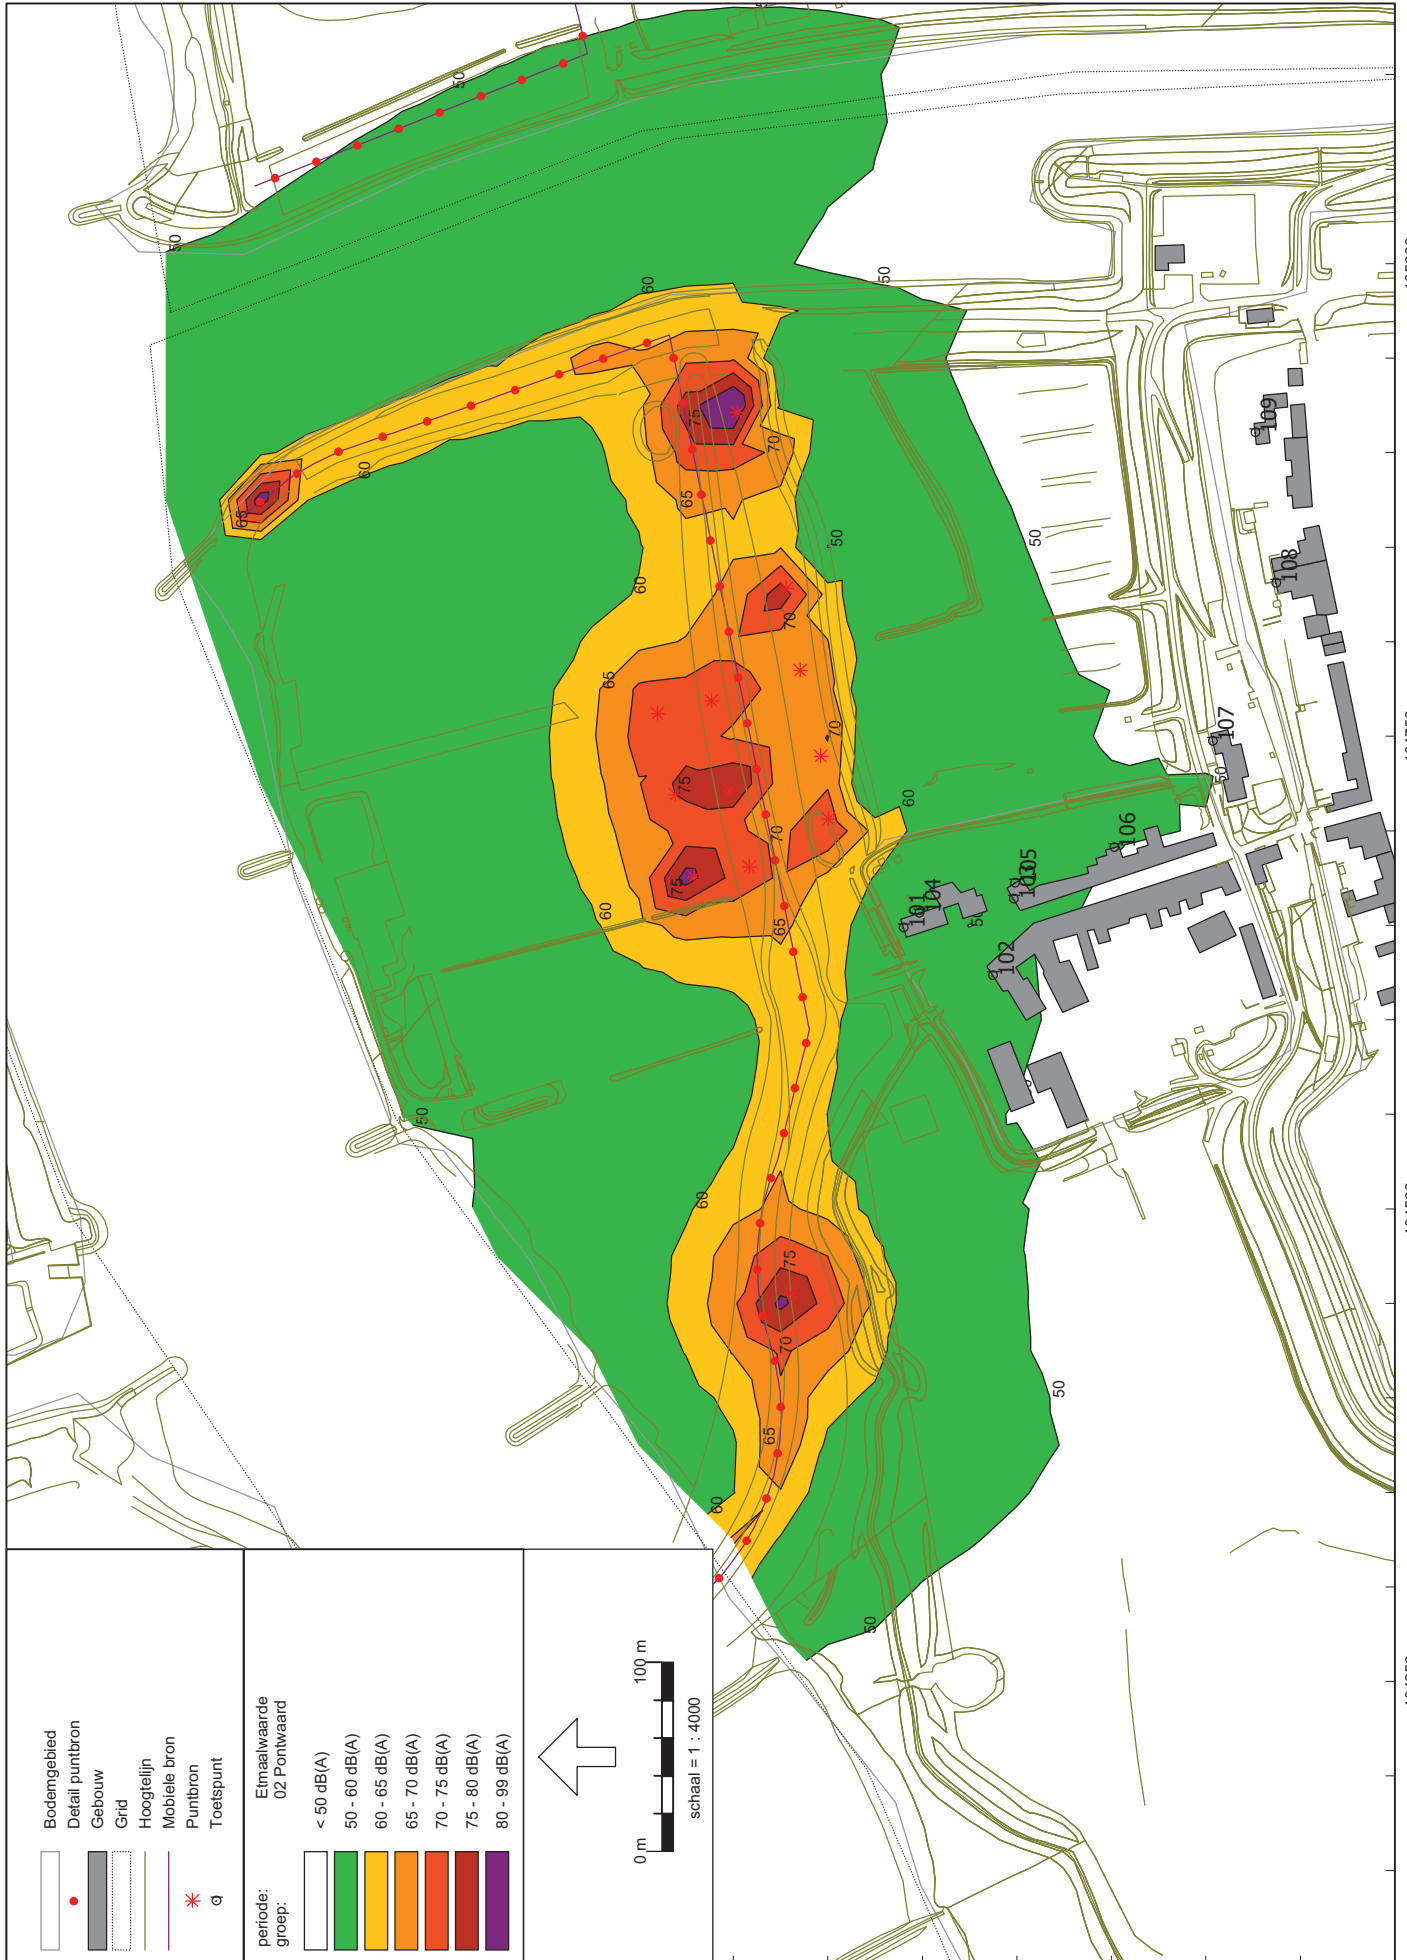 Bodemgebied
Detail puntbron
Gebouw
Grid
Hoogtelijn
Mobiele bron
Puntbron
Toetspunt
periode: Etmaalwaarde
groep: 02 Pontwaard
< 50 dB(A)
50 - 60 dB(A)
60 - 65 dB(A)
65 - 70 dB(A)
70 - 75 dB(A)
75 - 80 dB(A)
80 - 99 dB(A)
0 m
100 m
schaal = 1 : 4000
50
50
60
50
75
70
65
60
65
50
50
60
70
65
70
75
70
75
65
60
60
50
50
50
60
75
70
65
60
50
50
101
102
103
104
105
106
107
108
109